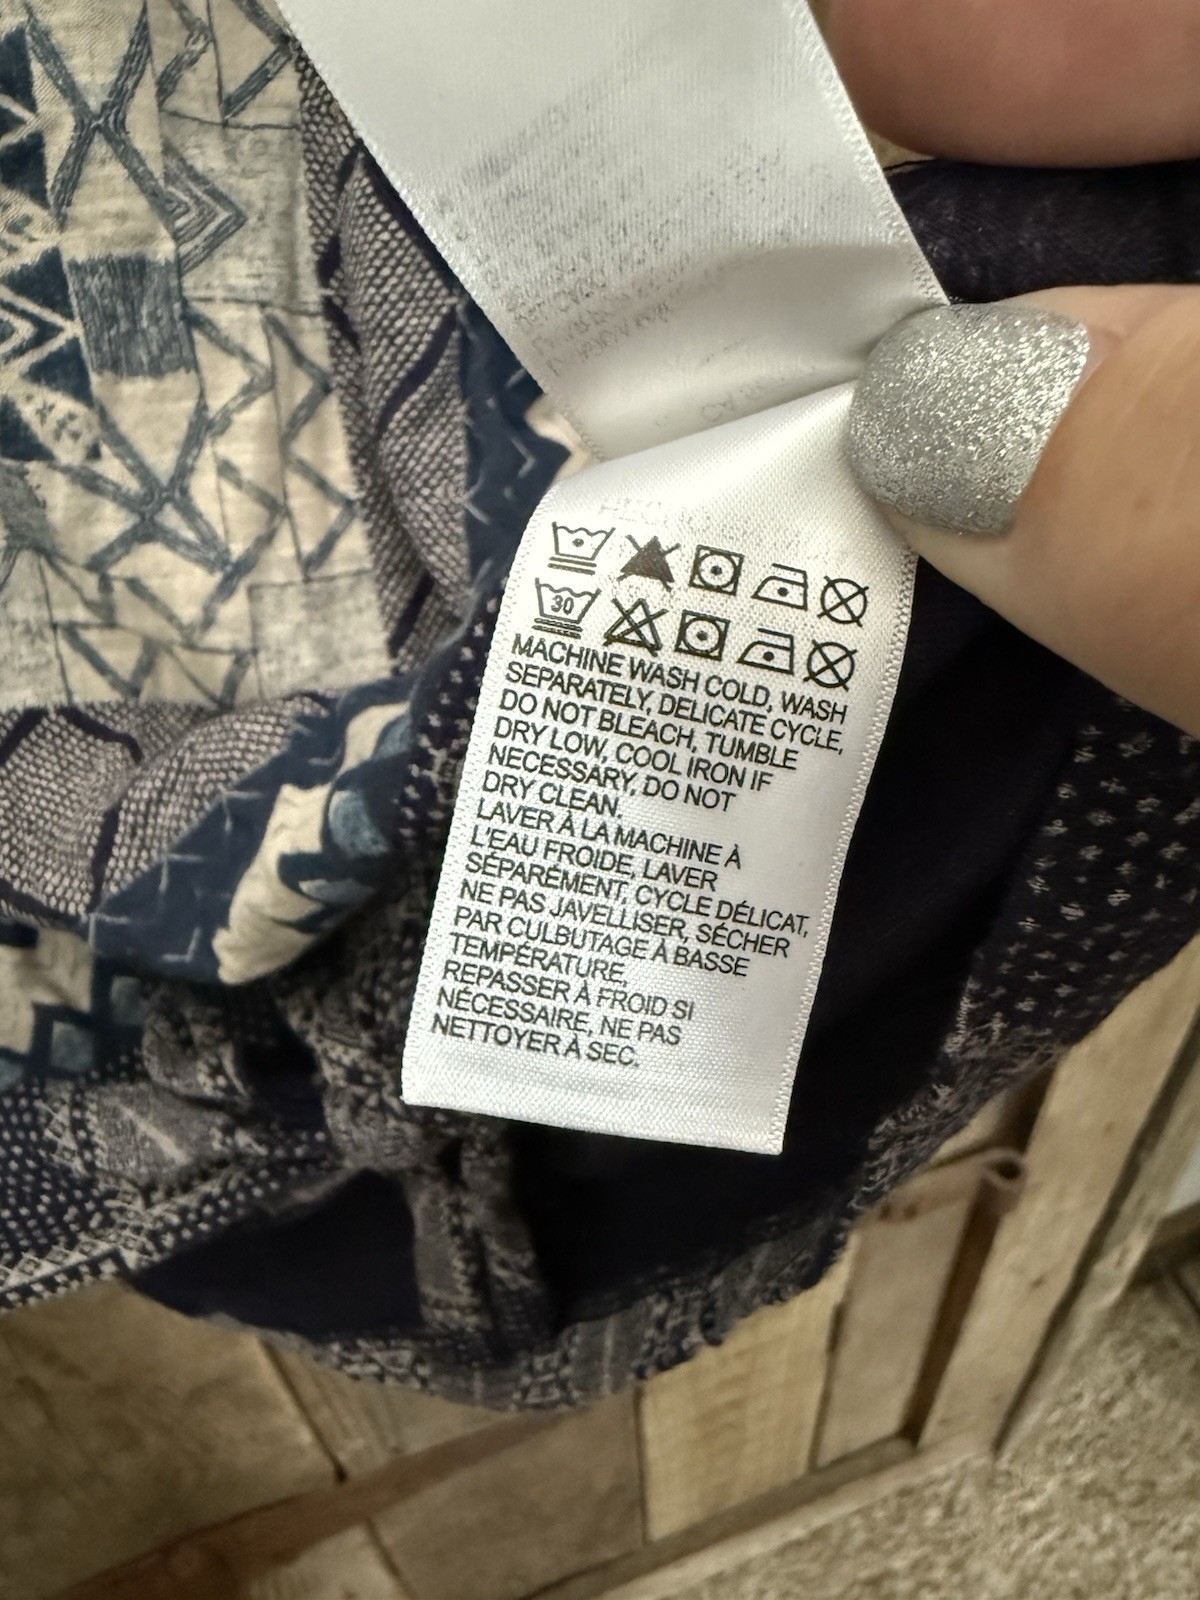 30
MACHINE WASH COLD, WASH
SEPARATELY, DELICATE CYCLE,
DO NOT BLEACH, TUMBLE
DRY LOW, COOL IRON IF
NECESSARY, DO NOT
DRY CLEAN.
LAVER À LA MACHINE À
L'EAU FROIDE, LAVER
SÉPARÉMENT, CYCLE DÉLICAT,
NE PAS JAVELLISER, SÉCHER
PAR CULBUTAGE À BASSE
TEMPÉRATURE,
REPASSER À FROID SI
NÉCESSAIRE, NE PAS
NETTOYER À SEC.